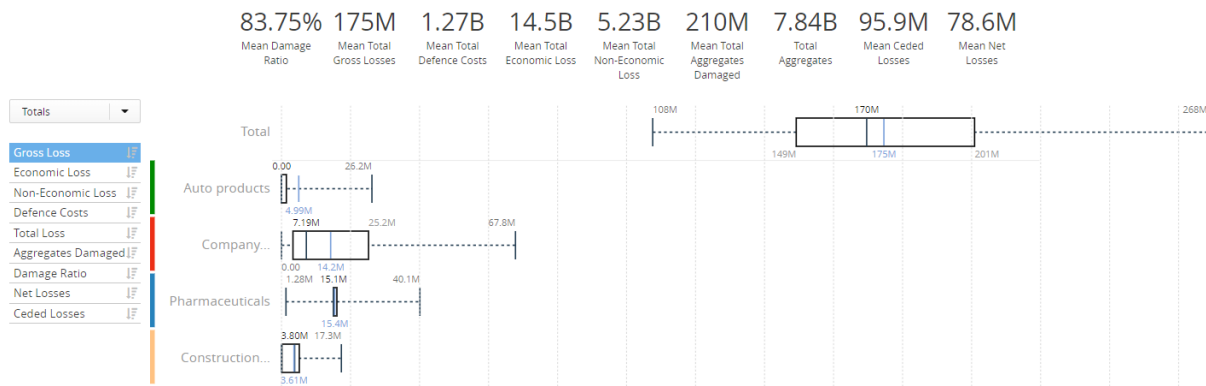 83.75% 175M 1.27B 14.5B 5.23B 210M 7.84B 95.9M 78.6M
Mean Damage Ratio
Mean Total Gross Losses
Mean Total Defence Costs
Mean Total Economic Loss
Mean Total Non-Economic Loss
Mean Total Aggregates Damaged
Total Aggregates
Mean Ceded Losses
Mean Net Losses
Totals
Gross Loss
Economic Loss
Non-Economic Loss
Defence Costs
Total Loss
Aggregates Damaged
Damage Ratio
Net Losses
Ceded Losses
108M 170M 268M
Total
149M 175M 201M
0.00 26.2M
Auto products
4.99M
7.19M 25.2M 67.8M
Company...
0.00 14.2M
1.28M 15.1M 40.1M
Pharmaceuticals
15.4M
3.80M 17.3M
Construction...
3.61M